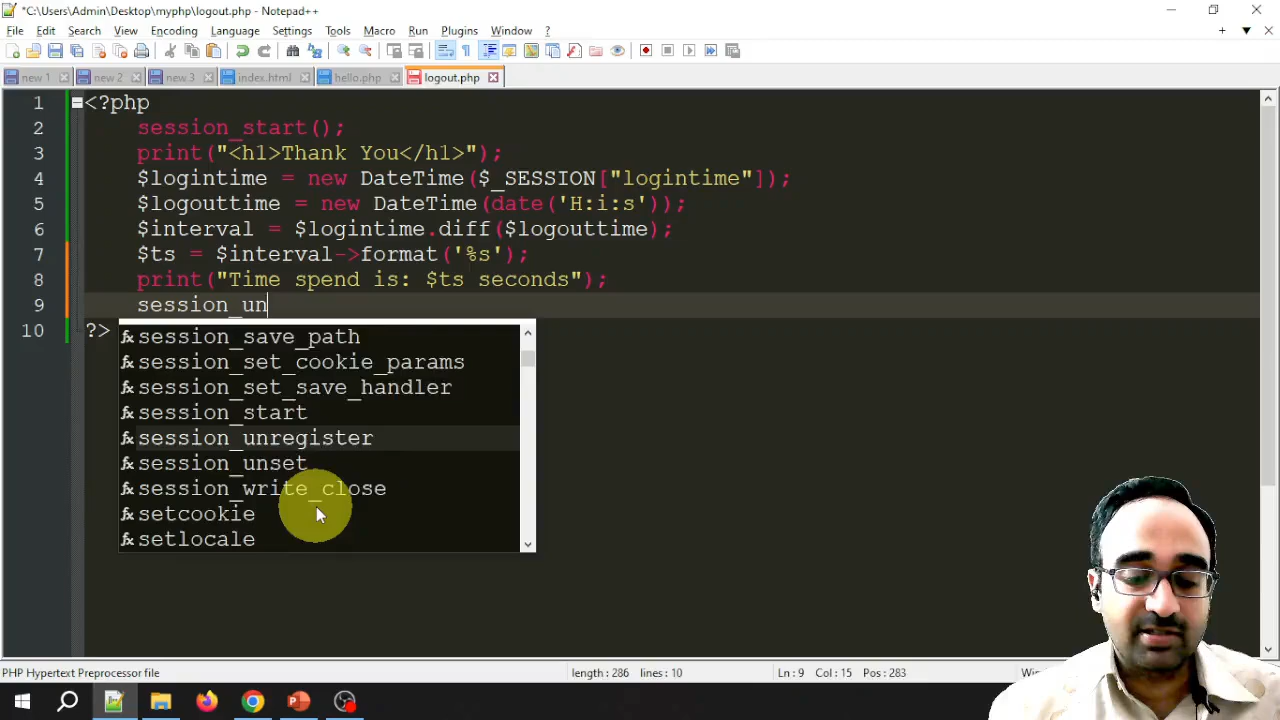 *C:\Users\Admin\Desktop\myphp\logout.php - Notepad++
File Edit Search View Encoding Language Settings Tools Macro Run Plugins Window ?
new 1 new 2 new 3 index.html hello.php logout.php
1 <?php
2 session_start();
3 print("<h1>Thank You</h1>");
4 $logintime = new DateTime($_SESSION["logintime"]);
5 $logouttime = new DateTime(date('H:i:s'));
6 $interval = $logintime.diff($logouttime);
7 $ts = $interval->format('%s');
8 print("Time spend is: $ts seconds");
9 session_un
10 ?>
session_save_path
session_set_cookie_params
session_set_save_handler
session_start
session_unregister
session_unset
session_write_close
setcookie
setlocale
PHP Hypertext Preprocessor file length : 286 lines : 10 Ln : 9 Col : 15 Pos : 283